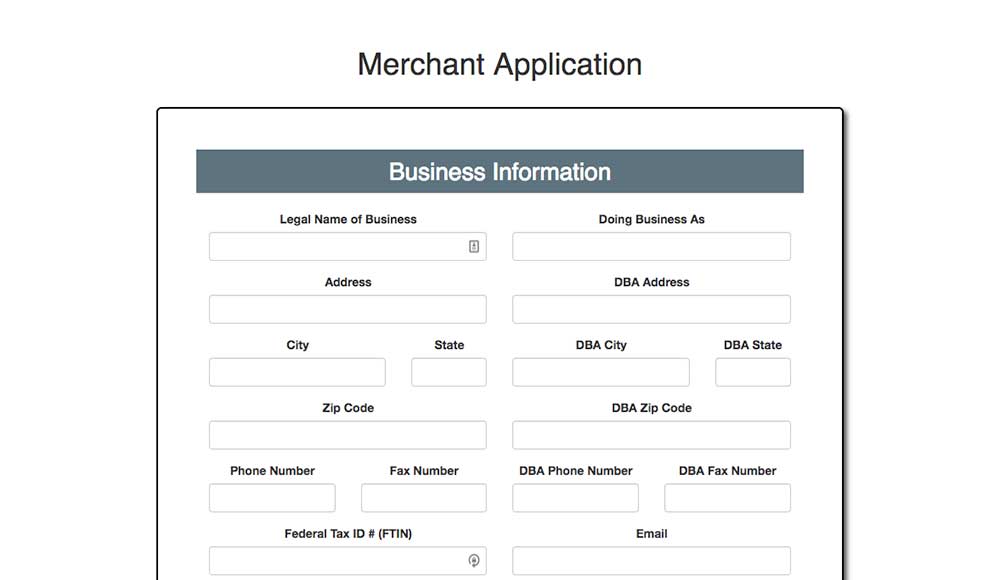 Merchant Application
Business Information
Legal Name of Business Doing Business As
Address DBA Address
City State DBA City DBA State
Zip Code DBA Zip Code
Phone Number Fax Number DBA Phone Number DBA Fax Number
Federal Tax ID # (FTIN) Email